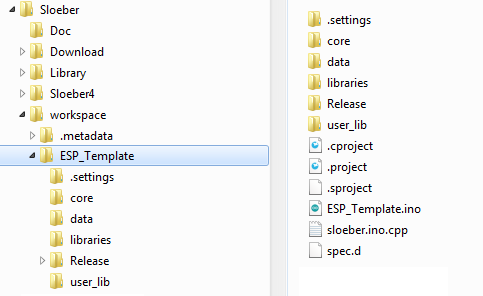 Sloeber
Doc
Download
Library
Sloeber4
workspace
.metadata
ESP_Template
.settings
core
data
libraries
Release
user_lib
.settings
core
data
libraries
Release
user_lib
.cproject
.project
.sproject
ESP_Template.ino
sloeber.ino.cpp
spec.d